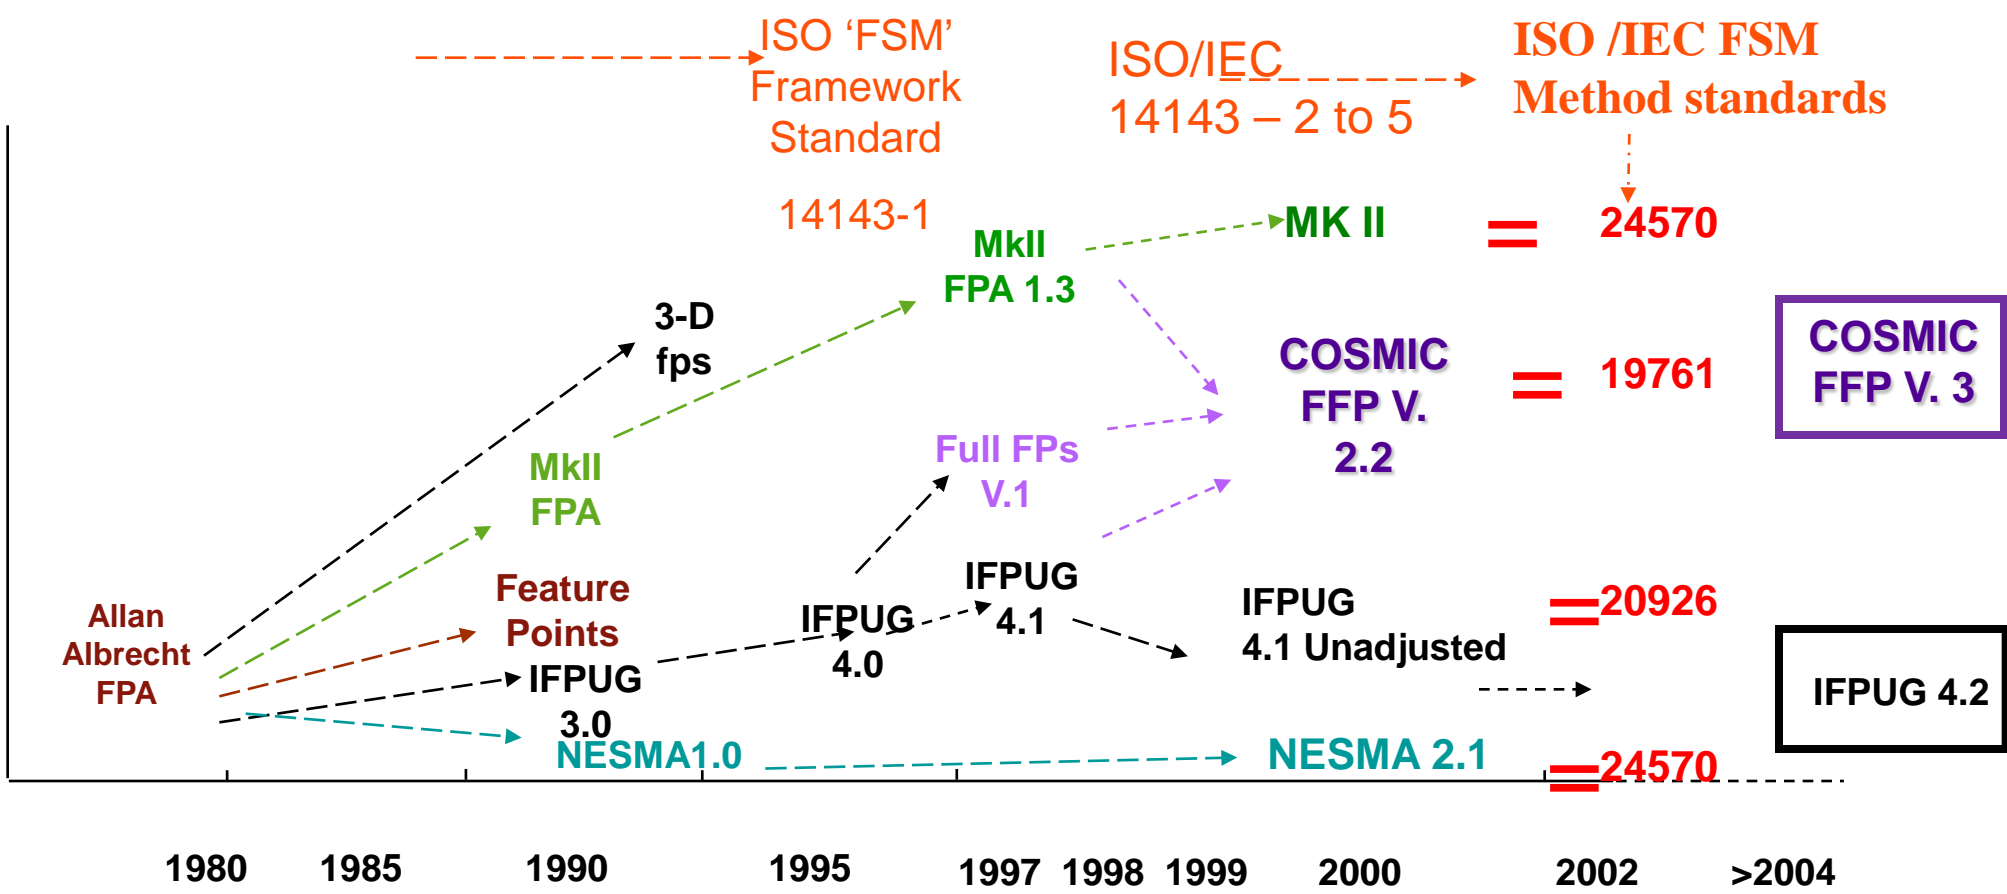 ISO ‘FSM’
Framework
Standard
14143-1
ISO/IEC
14143 – 2 to 5
ISO /IEC FSM
Method standards
MkII
FPA 1.3
MK II
=
24570
3-D
fps
COSMIC
FFP V.
2.2
=
19761
COSMIC
FFP V. 3
MkII
FPA
Full FPs
V.1
Allan
Albrecht
FPA
Feature
Points
IFPUG
3.0
IFPUG
4.0
IFPUG
4.1
IFPUG
4.1 Unadjusted
=
20926
IFPUG 4.2
NESMA1.0
NESMA 2.1
=
24570
1980 1985 1990 1995 1997 1998 1999 2000 2002 >2004